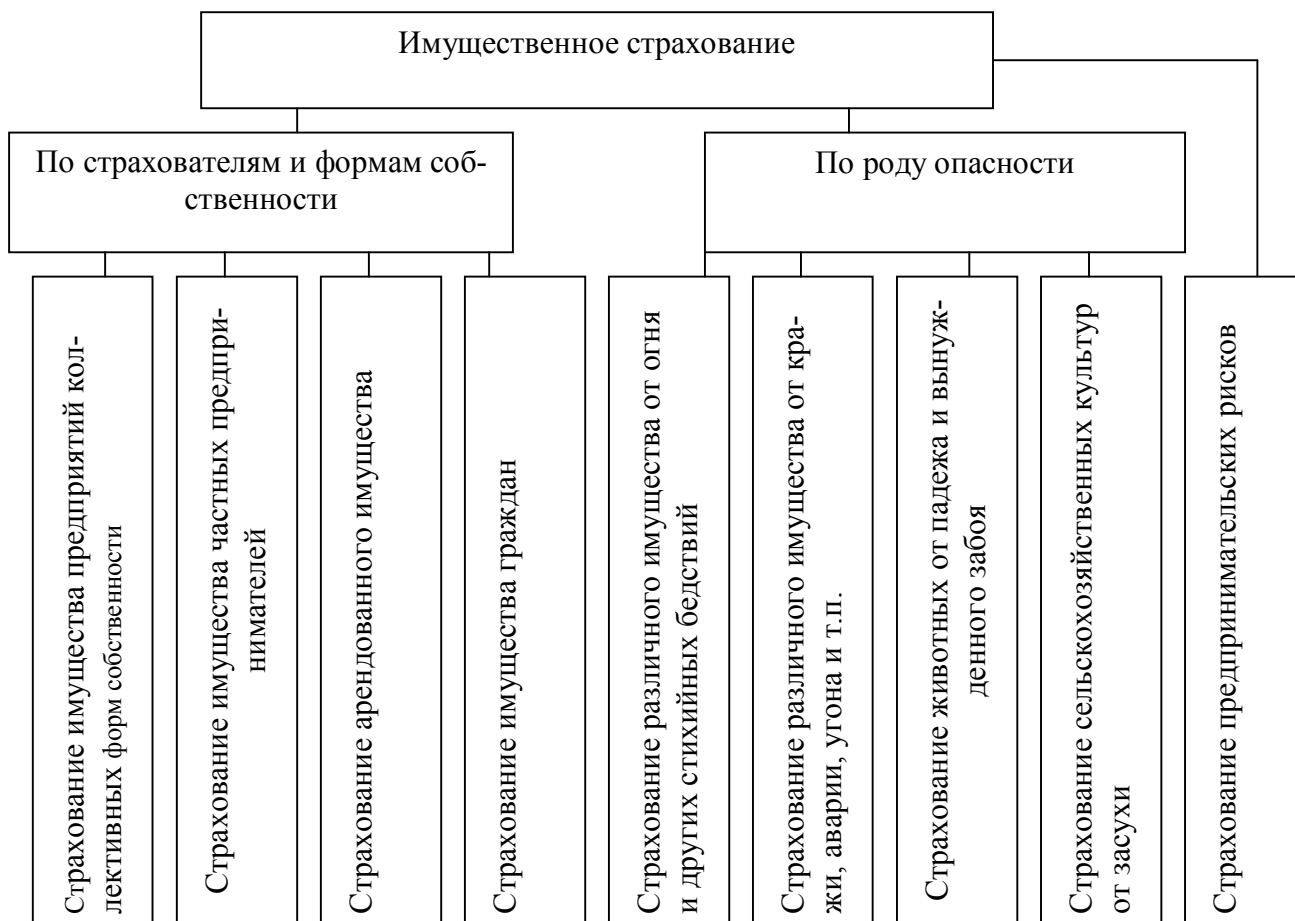 Имущественное страхование
По страхователям и формам соб-
ственности
По роду опасности
Страхование имущества предприятий кол-
лективных форм собственности
Страхование имущества частных предпри-
нимателей
Страхование арендованного имущества
Страхование имущества граждан
Страхование различного имущества от огня
и других стихийных бедствий
Страхование различного имущества от кра-
жи, аварии, угона и т.п.
Страхование животных от падежа и вынуж-
денного забоя
Страхование сельскохозяйственных культур
от засухи
Страхование предпринимательских рисков